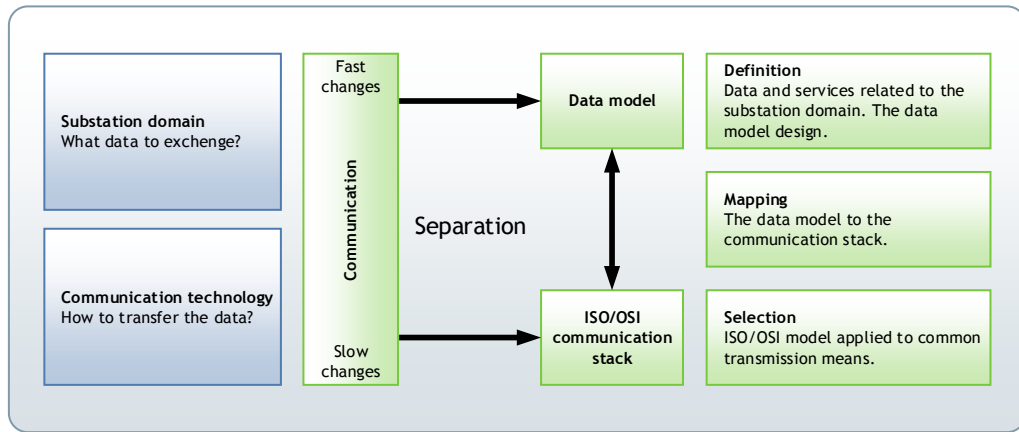 Substation domain
What data to exchenge?
Communication technology
How to transfer the data?
Fast
changes
Communication
Slow
changes
Separation
Data model
ISO/OSI
communication
stack
Definition
Data and services related to the
substation domain. The data
model design.
Mapping
The data model to the
communication stack.
Selection
ISO/OSI model applied to common
transmission means.